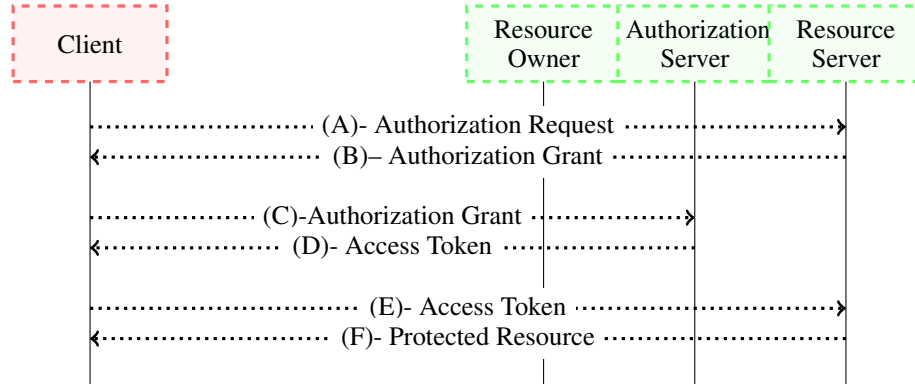 Client
Resource
Owner
Authorization
Server
Resource
Server
(A)- Authorization Request
(B)– Authorization Grant
(C)-Authorization Grant
(D)- Access Token
(E)- Access Token
(F)- Protected Resource